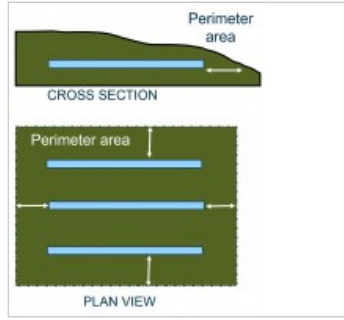 Perimeter
area
CROSS SECTION
Perimeter area
PLAN VIEW